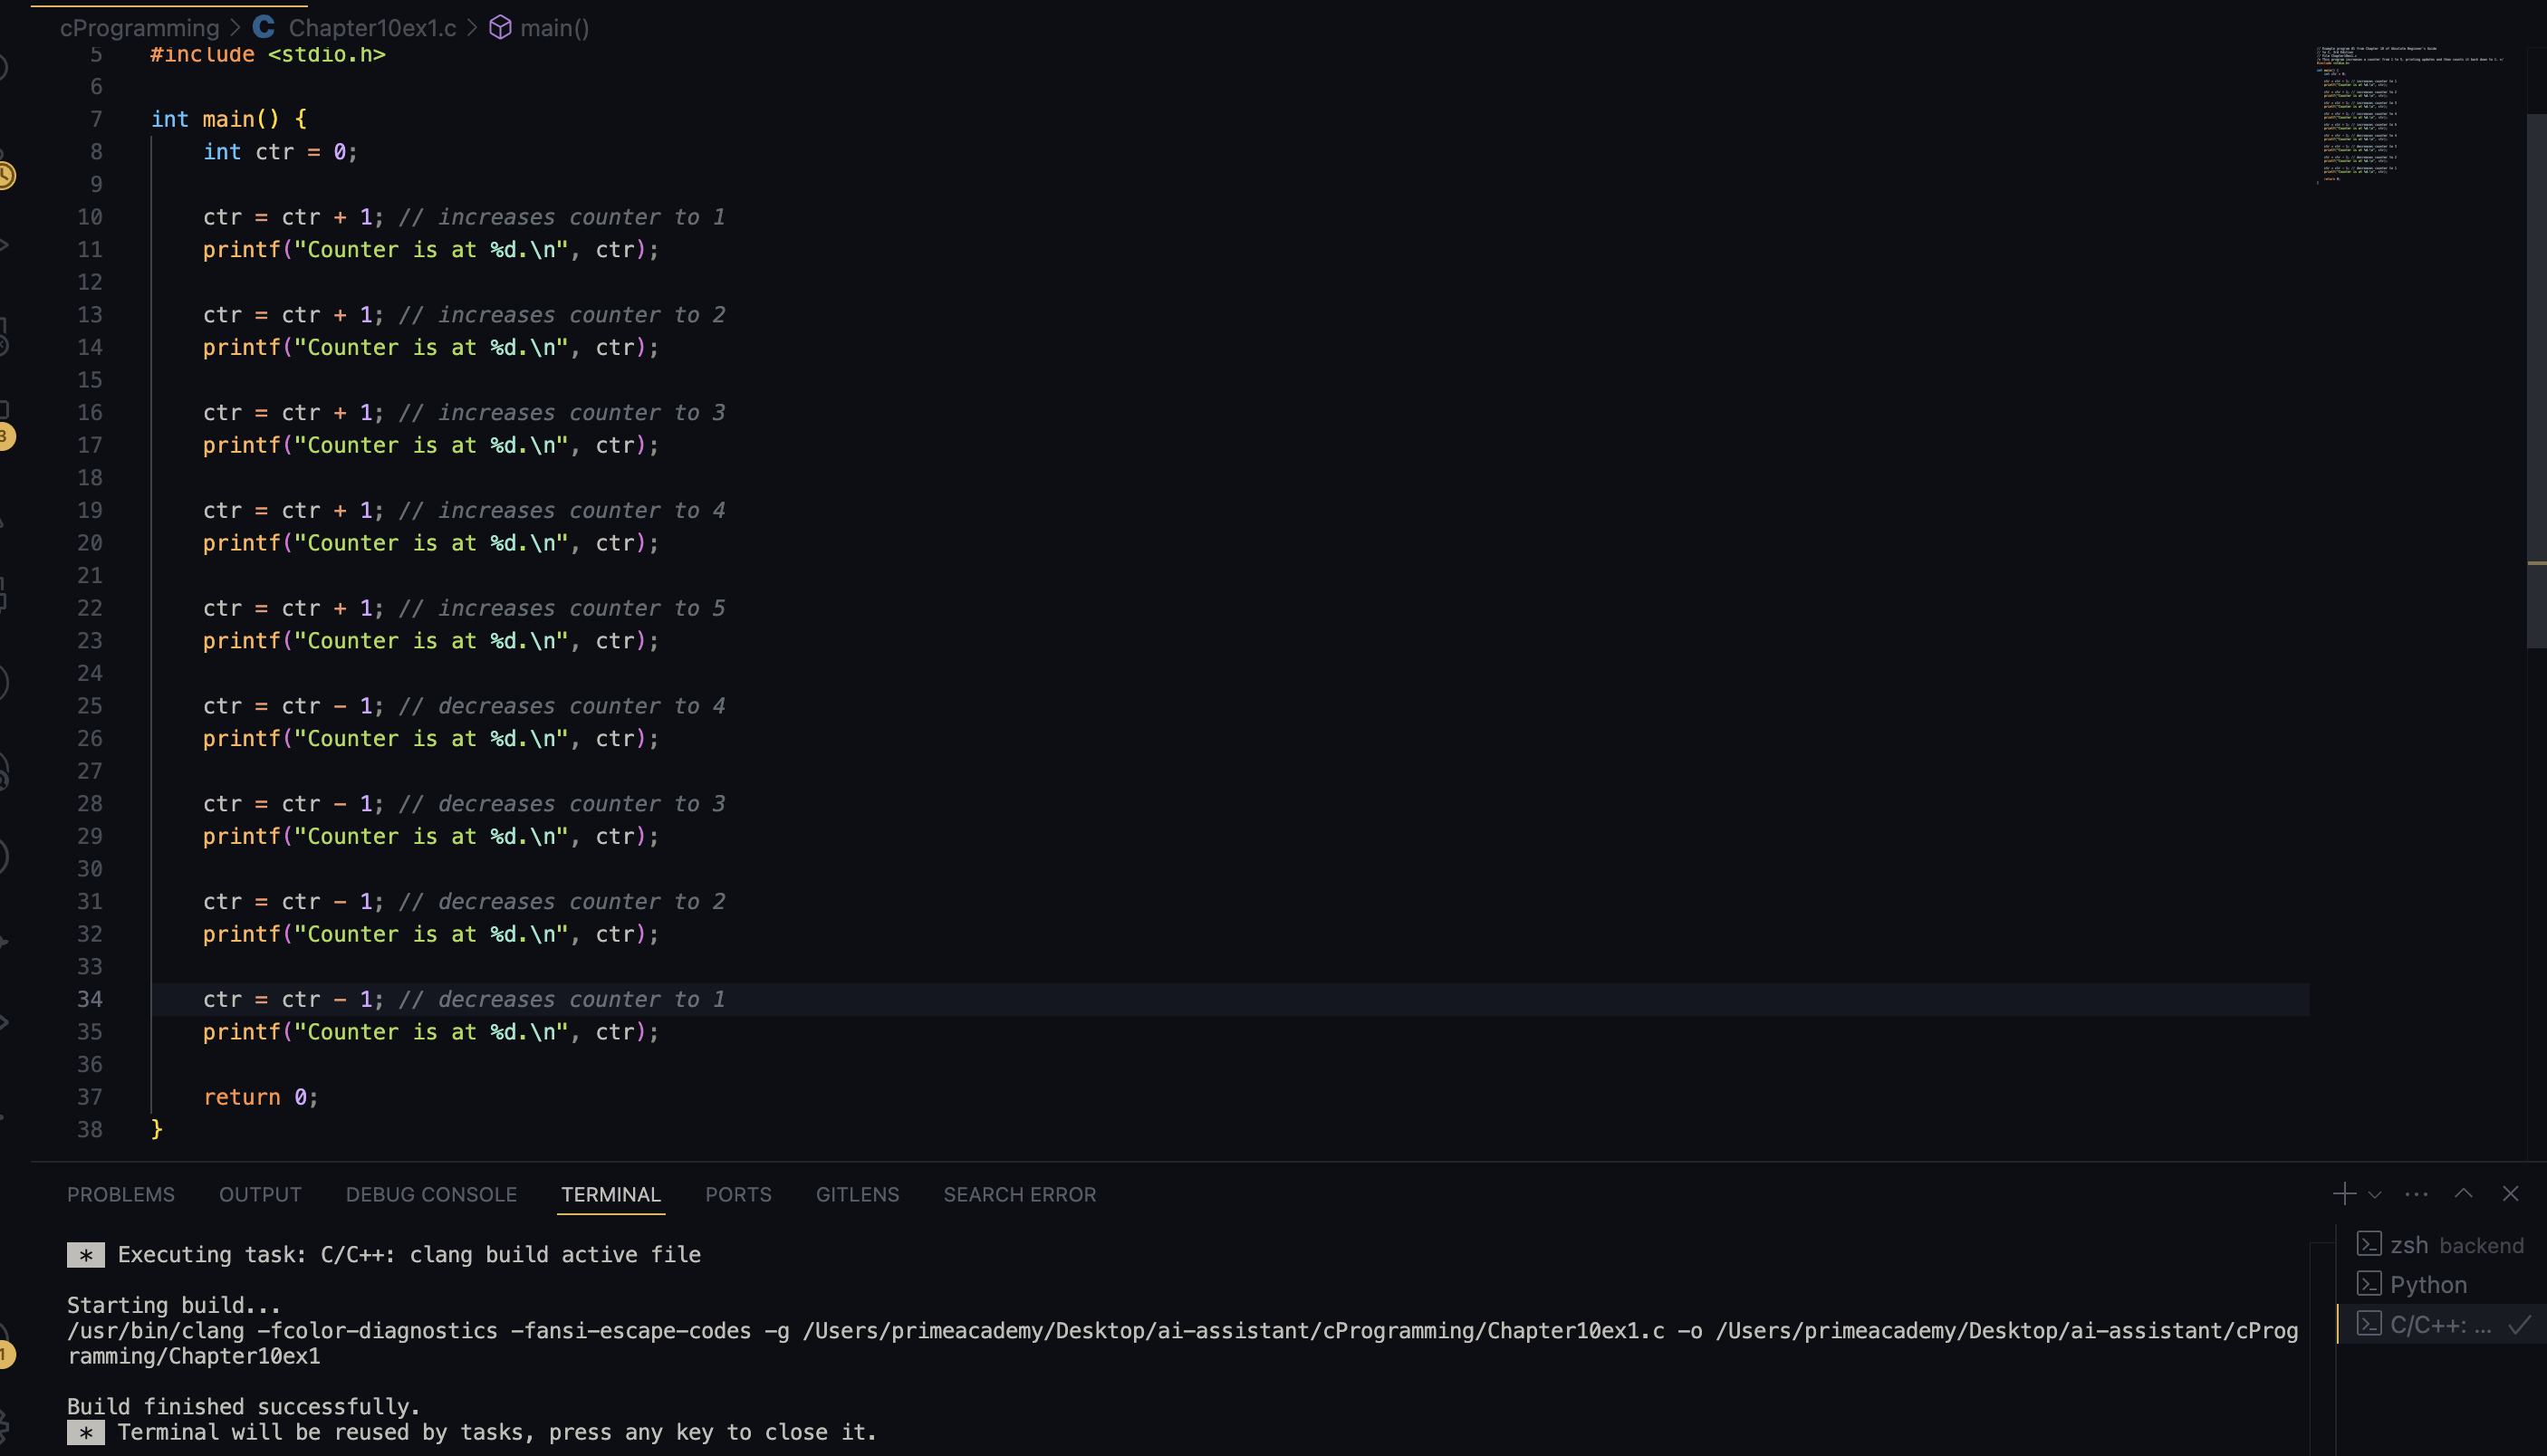 cProgramming > C Chapter10ex1.c > main()
5 #include <stdio.h>
6
7 int main() {
8     int ctr = 0;
9
10     ctr = ctr + 1; // increases counter to 1
11     printf("Counter is at %d.\n", ctr);
12
13     ctr = ctr + 1; // increases counter to 2
14     printf("Counter is at %d.\n", ctr);
15
16     ctr = ctr + 1; // increases counter to 3
17     printf("Counter is at %d.\n", ctr);
18
19     ctr = ctr + 1; // increases counter to 4
20     printf("Counter is at %d.\n", ctr);
21
22     ctr = ctr + 1; // increases counter to 5
23     printf("Counter is at %d.\n", ctr);
24
25     ctr = ctr - 1; // decreases counter to 4
26     printf("Counter is at %d.\n", ctr);
27
28     ctr = ctr - 1; // decreases counter to 3
29     printf("Counter is at %d.\n", ctr);
30
31     ctr = ctr - 1; // decreases counter to 2
32     printf("Counter is at %d.\n", ctr);
33
34     ctr = ctr - 1; // decreases counter to 1
35     printf("Counter is at %d.\n", ctr);
36
37     return 0;
38 }
3
1
PROBLEMS OUTPUT DEBUG CONSOLE TERMINAL PORTS GITLENS SEARCH ERROR
* Executing task: C/C++: clang build active file
Starting build...
/usr/bin/clang -fcolor-diagnostics -fansi-escape-codes -g /Users/primeacademy/Desktop/ai-assistant/cProgramming/Chapter10ex1.c -o /Users/primeacademy/Desktop/ai-assistant/cProg
ramming/Chapter10ex1
Build finished successfully.
* Terminal will be reused by tasks, press any key to close it.
zsh backend
Python
C/C++: ...